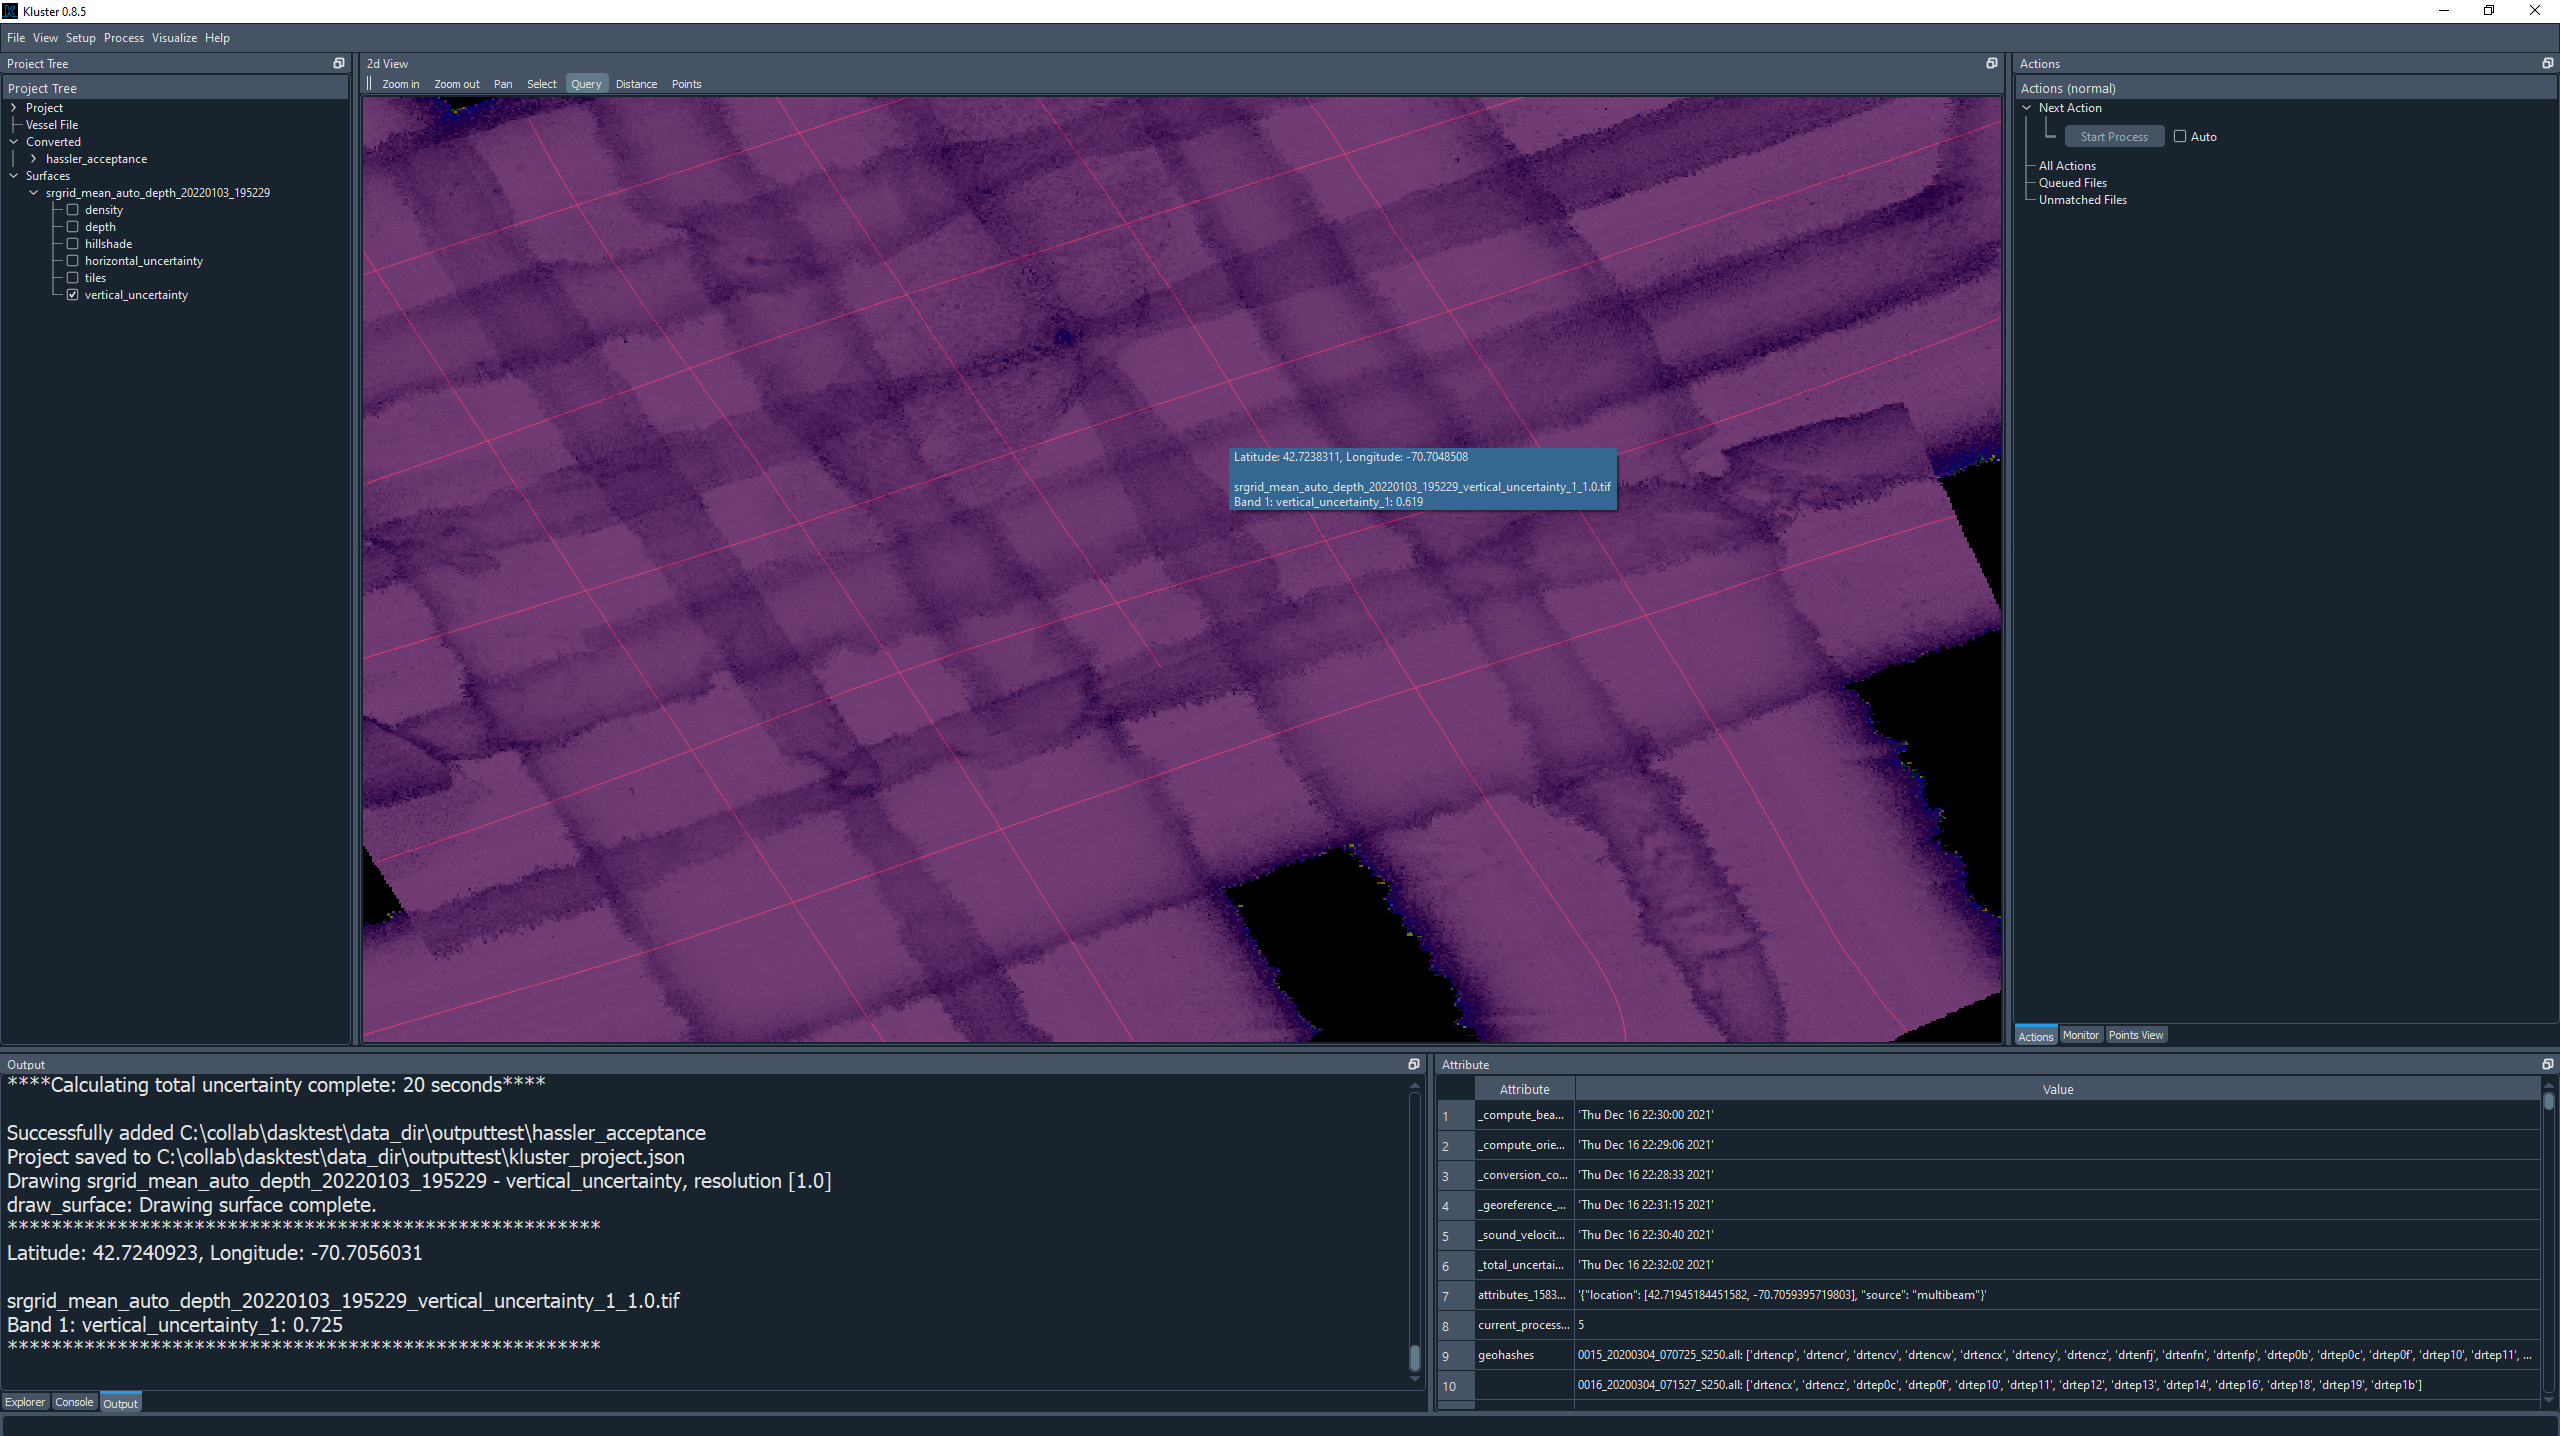 Kluster 0.8.5
File View Setup Process Visualize Help
Project Tree
Project Tree
Project
Vessel File
Converted
hassler_acceptance
Surfaces
srgrid_mean_auto_depth_20220103_195229
density
depth
hillshade
horizontal_uncertainty
tiles
vertical_uncertainty
2d View
Zoom in Zoom out Pan Select Query Distance Points
Latitude: 42.7238311, Longitude: -70.7048508
srgrid_mean_auto_depth_20220103_195229_vertical_uncertainty_1_1.0.tif
Band 1: vertical_uncertainty_1: 0.619
Actions
Actions (normal)
Next Action
Start Process Auto
All Actions
Queued Files
Unmatched Files
Actions Monitor Points View
Output
****Calculating total uncertainty complete: 20 seconds****
Successfully added C:\collab\dasktest\data_dir\outputtest\hassler_acceptance
Project saved to C:\collab\dasktest\data_dir\outputtest\kluster_project.json
Drawing srgrid_mean_auto_depth_20220103_195229 - vertical_uncertainty, resolution [1.0]
draw_surface: Drawing surface complete.
******************************************************
Latitude: 42.7240923, Longitude: -70.7056031
srgrid_mean_auto_depth_20220103_195229_vertical_uncertainty_1_1.0.tif
Band 1: vertical_uncertainty_1: 0.725
******************************************************
Explorer Console Output
Attribute
Attribute Value
1 _compute_bea... 'Thu Dec 16 22:30:00 2021'
2 _compute_orie... 'Thu Dec 16 22:29:06 2021'
3 _conversion_co... 'Thu Dec 16 22:28:33 2021'
4 _georeference_... 'Thu Dec 16 22:31:15 2021'
5 _sound_velocit... 'Thu Dec 16 22:30:40 2021'
6 _total_uncertai... 'Thu Dec 16 22:32:02 2021'
7 attributes_1583... '{"location": [42.71945184451582, -70.7059395719803], "source": "multibeam"}'
8 current_process... 5
9 geohashes 0015_20200304_070725_S250.all: ['drtencp', 'drtencr', 'drtencv', 'drtencw', 'drtencx', 'drtency', 'drtencz', 'drtenfj', 'drtenfn', 'drtenfp', 'drtep0b', 'drtep0c', 'drtep0f', 'drtep10', 'drtep11', ...
10 0016_20200304_071527_S250.all: ['drtencx', 'drtencz', 'drtep0c', 'drtep0f', 'drtep10', 'drtep11', 'drtep12', 'drtep13', 'drtep14', 'drtep16', 'drtep18', 'drtep19', 'drtep1b']